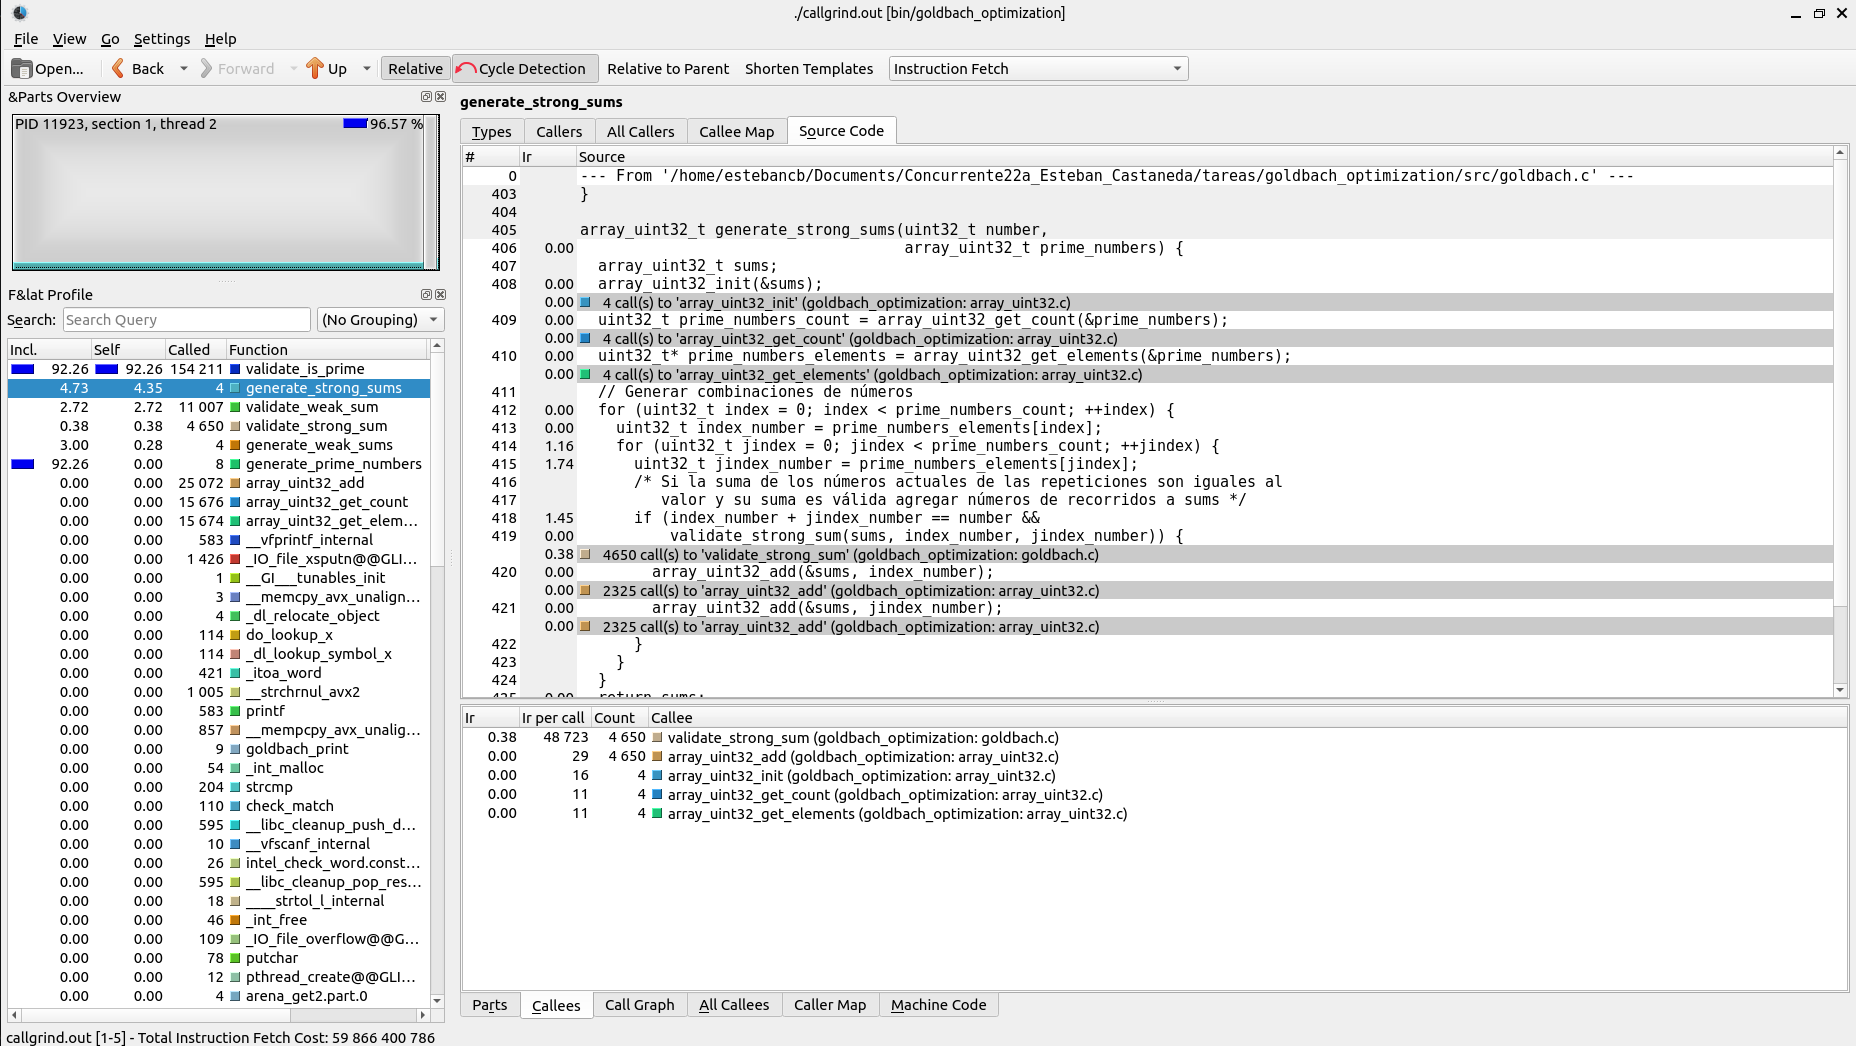 ./callgrind.out [bin/goldbach_optimization]
File View Go Settings Help
Open... Back Forward Up Relative Cycle Detection Relative to Parent Shorten Templates Instruction Fetch
&Parts Overview
PID 11923, section 1, thread 2 96.57 %
F&lat Profile
Search: Search Query (No Grouping)
Incl. Self Called Function
92.26 92.26 154 211 validate_is_prime
4.73 4.35 4 generate_strong_sums
2.72 2.72 11 007 validate_weak_sum
0.38 0.38 4 650 validate_strong_sum
3.00 0.28 4 generate_weak_sums
92.26 0.00 8 generate_prime_numbers
0.00 0.00 25 072 array_uint32_add
0.00 0.00 15 676 array_uint32_get_count
0.00 0.00 15 674 array_uint32_get_elem...
0.00 0.00 583 __vfprintf_internal
0.00 0.00 1 426 _IO_file_xsputn@@GLI...
0.00 0.00 1 __GI___tunables_init
0.00 0.00 3 __memcpy_avx_unalign...
0.00 0.00 4 _dl_relocate_object
0.00 0.00 114 do_lookup_x
0.00 0.00 114 _dl_lookup_symbol_x
0.00 0.00 421 _itoa_word
0.00 0.00 1 005 __strchrnul_avx2
0.00 0.00 583 printf
0.00 0.00 857 __mempcpy_avx_unalig...
0.00 0.00 9 goldbach_print
0.00 0.00 54 _int_malloc
0.00 0.00 204 strcmp
0.00 0.00 110 check_match
0.00 0.00 595 __libc_cleanup_push_d...
0.00 0.00 10 __vfscanf_internal
0.00 0.00 26 intel_check_word.const...
0.00 0.00 595 __libc_cleanup_pop_res...
0.00 0.00 18 ____strtol_l_internal
0.00 0.00 46 _int_free
0.00 0.00 109 _IO_file_overflow@@G...
0.00 0.00 78 putchar
0.00 0.00 12 pthread_create@@GLI...
0.00 0.00 4 arena_get2.part.0
generate_strong_sums
Types Callers All Callers Callee Map Source Code
# Ir Source
0 --- From '/home/estebancb/Documents/Concurrente22a_Esteban_Castaneda/tareas/goldbach_optimization/src/goldbach.c' ---
403 }
404
405 array_uint32_t generate_strong_sums(uint32_t number,
406 0.00 array_uint32_t prime_numbers) {
407 array_uint32_t sums;
408 0.00 array_uint32_init(&sums);
0.00 4 call(s) to 'array_uint32_init' (goldbach_optimization: array_uint32.c)
409 0.00 uint32_t prime_numbers_count = array_uint32_get_count(&prime_numbers);
0.00 4 call(s) to 'array_uint32_get_count' (goldbach_optimization: array_uint32.c)
410 0.00 uint32_t* prime_numbers_elements = array_uint32_get_elements(&prime_numbers);
0.00 4 call(s) to 'array_uint32_get_elements' (goldbach_optimization: array_uint32.c)
411 // Generar combinaciones de números
412 0.00 for (uint32_t index = 0; index < prime_numbers_count; ++index) {
413 0.00 uint32_t index_number = prime_numbers_elements[index];
414 1.16 for (uint32_t jindex = 0; jindex < prime_numbers_count; ++jindex) {
415 1.74 uint32_t jindex_number = prime_numbers_elements[jindex];
416 /* Si la suma de los números actuales de las repeticiones son iguales al
417 valor y su suma es válida agregar números de recorridos a sums */
418 1.45 if (index_number + jindex_number == number &&
419 0.00 validate_strong_sum(sums, index_number, jindex_number)) {
0.38 4650 call(s) to 'validate_strong_sum' (goldbach_optimization: goldbach.c)
420 0.00 array_uint32_add(&sums, index_number);
0.00 2325 call(s) to 'array_uint32_add' (goldbach_optimization: array_uint32.c)
421 0.00 array_uint32_add(&sums, jindex_number);
0.00 2325 call(s) to 'array_uint32_add' (goldbach_optimization: array_uint32.c)
422 }
423 }
424 }
425 0.00 return sums;
Ir Ir per call Count Callee
0.38 48 723 4 650 validate_strong_sum (goldbach_optimization: goldbach.c)
0.00 29 4 650 array_uint32_add (goldbach_optimization: array_uint32.c)
0.00 16 4 array_uint32_init (goldbach_optimization: array_uint32.c)
0.00 11 4 array_uint32_get_count (goldbach_optimization: array_uint32.c)
0.00 11 4 array_uint32_get_elements (goldbach_optimization: array_uint32.c)
Parts Callees Call Graph All Callees Caller Map Machine Code
callgrind.out [1-5] - Total Instruction Fetch Cost: 59 866 400 786